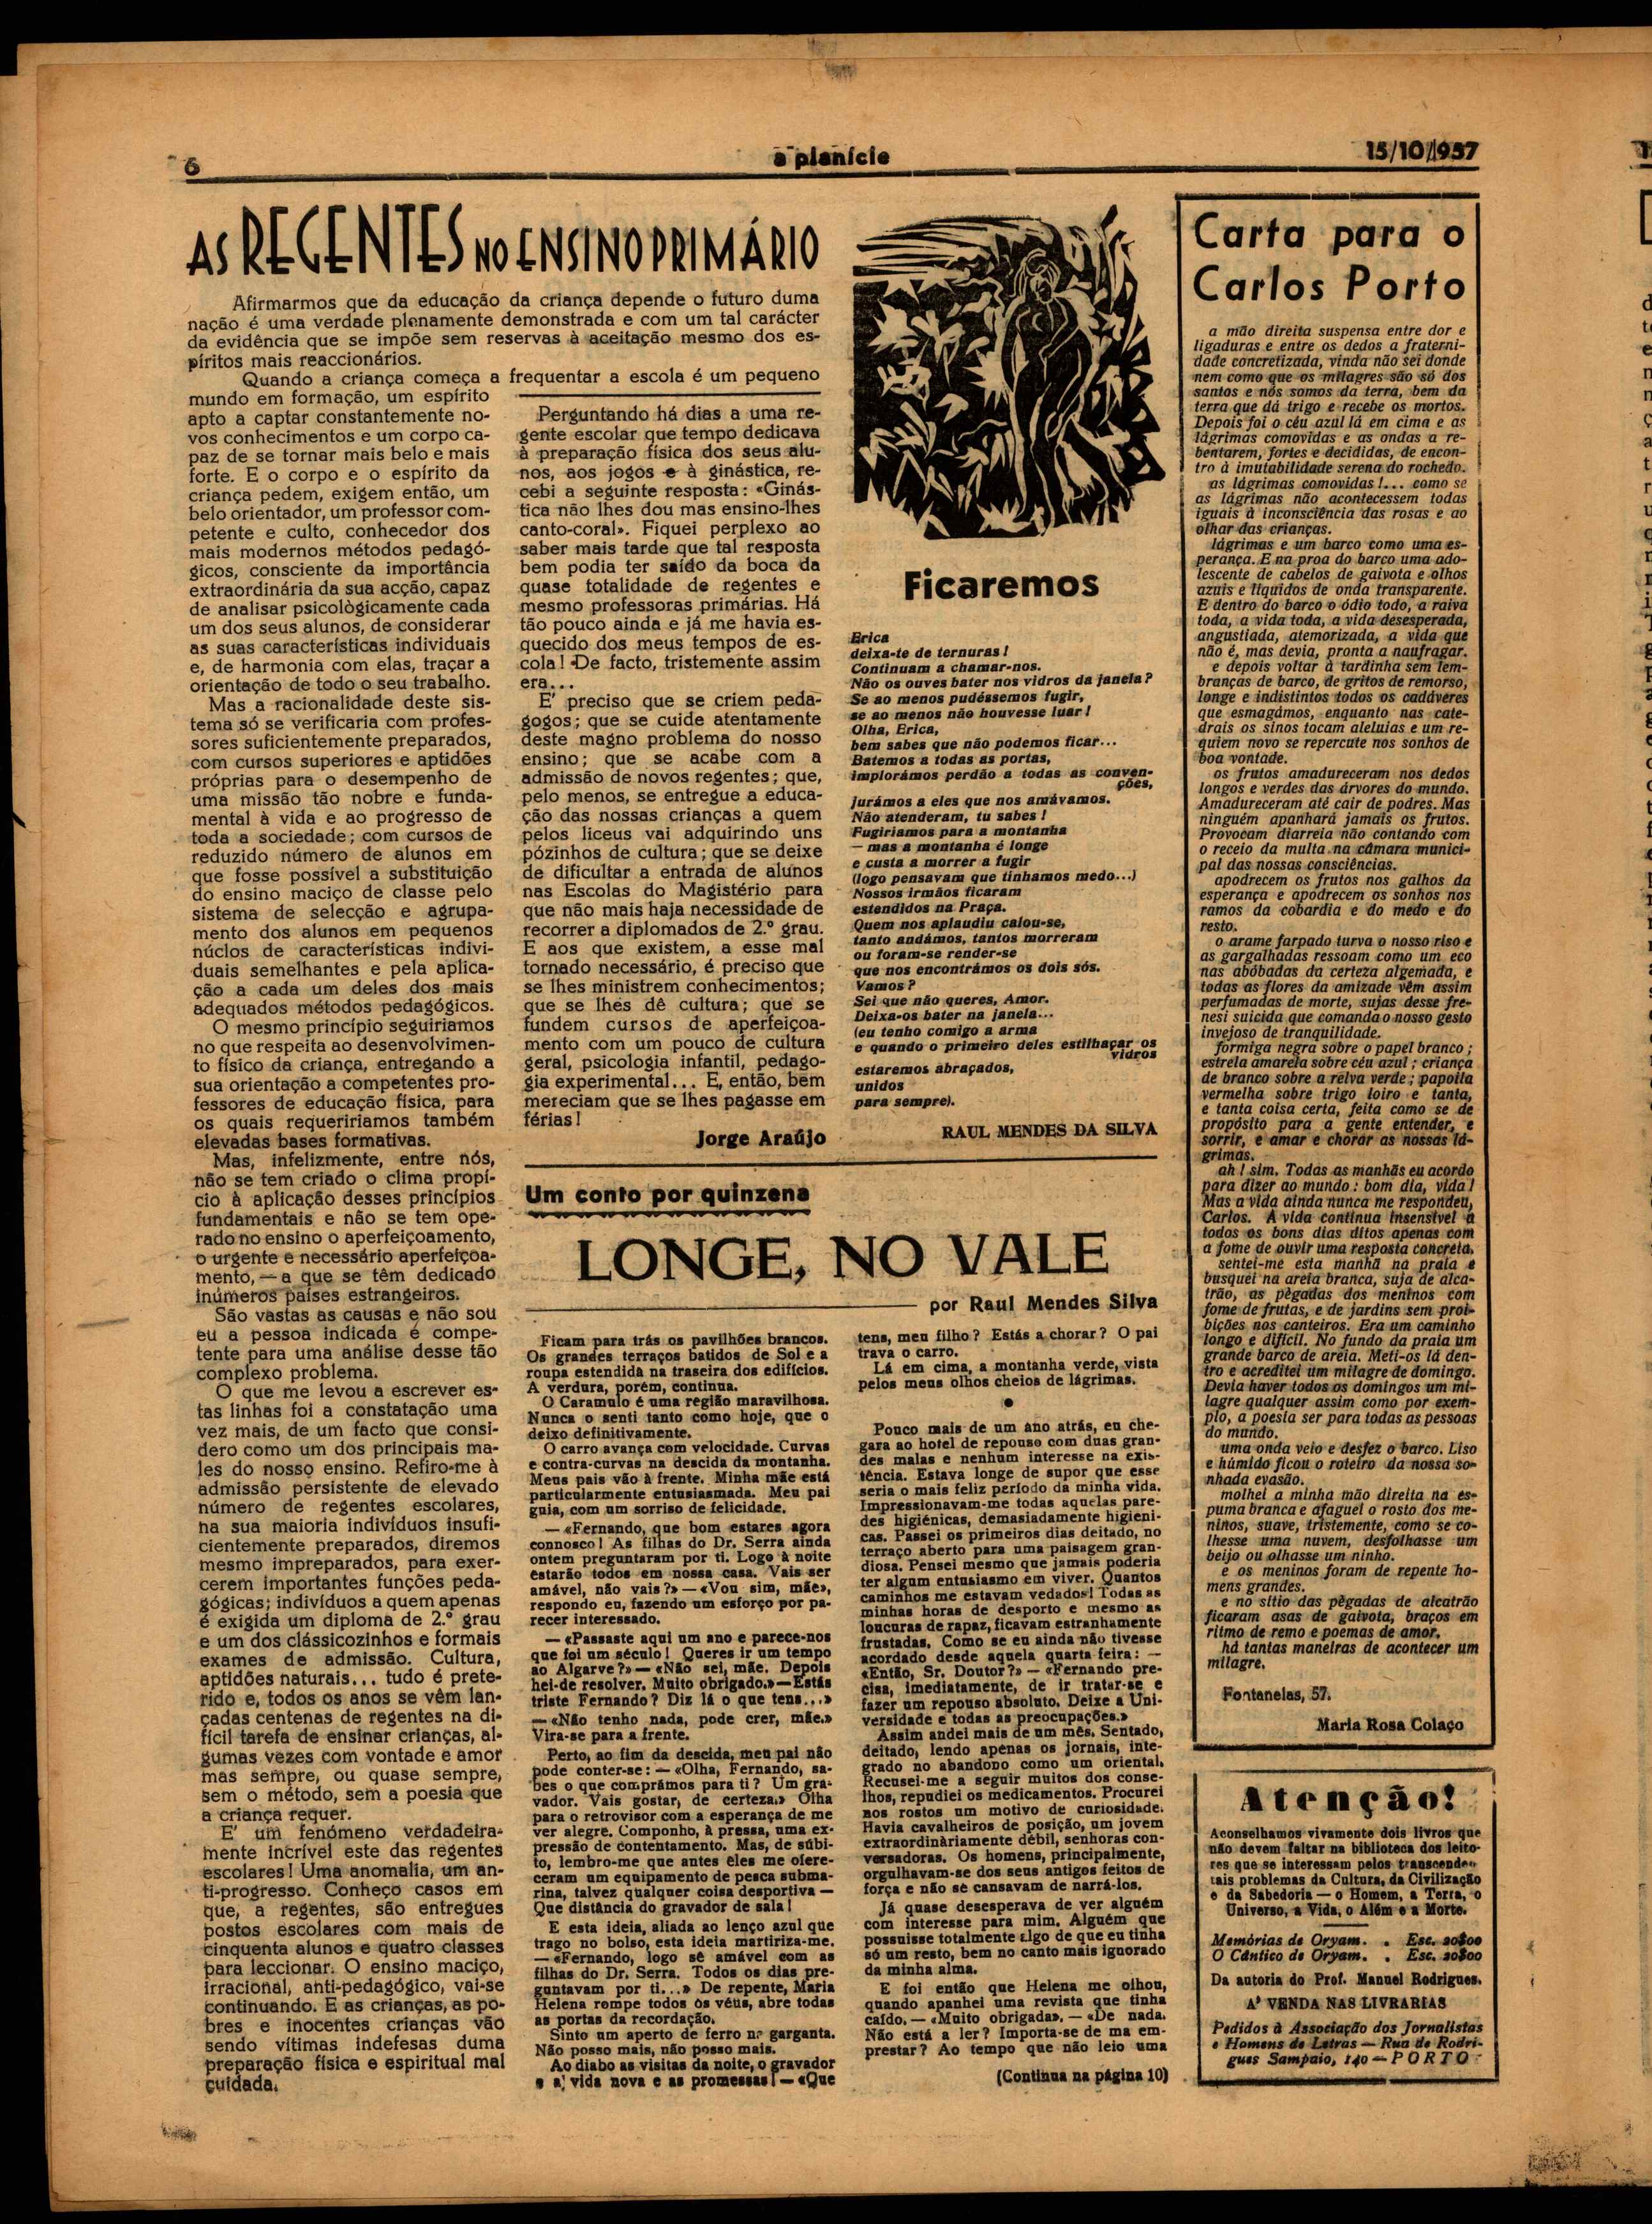 6
a planície
15/10/1957
AS REGENTES NO ENSINO PRIMÁRIO
Afirmarmos que da educação da criança depende o futuro duma
nação é uma verdade plenamente demonstrada e com um tal carácter
da evidência que se impõe sem reservas à aceitação mesmo dos es-
píritos mais reaccionários.
Quando a criança começa a frequentar a escola é um pequeno
mundo em formação, um espírito
apto a captar constantemente no-
vos conhecimentos e um corpo ca-
paz de se tornar mais belo e mais
forte. E o corpo e o espírito da
criança pedem, exigem então, um
belo orientador, um professor com-
petente e culto, conhecedor dos
mais modernos métodos pedagó-
gicos, consciente da importância
extraordinária da sua acção, capaz
de analisar psicològicamente cada
um dos seus alunos, de considerar
as suas características individuais
e, de harmonia com elas, traçar a
orientação de todo o seu trabalho.
Mas a racionalidade deste sis-
tema só se verificaria com profes-
sores suficientemente preparados,
com cursos superiores e aptidões
próprias para o desempenho de
uma missão tão nobre e funda-
mental à vida e ao progresso de
toda a sociedade; com cursos de
reduzido número de alunos em
que fosse possível a substituição
do ensino maciço de classe pelo
sistema de selecção e agrupa-
mento dos alunos em pequenos
núclos de características indivi-
duais semelhantes e pela aplica-
ção a cada um deles dos mais
adequados métodos pedagógicos.
O mesmo princípio seguiríamos
no que respeita ao desenvolvimen-
to físico da criança, entregando a
sua orientação a competentes pro-
fessores de educação física, para
os quais requereríamos também
elevadas bases formativas.
Mas, infelizmente, entre nós,
não se tem criado o clima propí-
cio à aplicação desses princípios
fundamentais e não se tem ope-
rado no ensino o aperfeiçoamento,
o urgente e necessário aperfeiçoa-
mento, — a que se têm dedicado
inúmeros países estrangeiros.
São vastas as causas e não sou
eu a pessoa indicada e compe-
tente para uma análise desse tão
complexo problema.
O que me levou a escrever es-
tas linhas foi a constatação uma
vez mais, de um facto que consi-
dero como um dos principais ma-
les do nosso ensino. Refiro-me à
admissão persistente de elevado
número de regentes escolares,
na sua maioria indivíduos insufi-
cientemente preparados, diremos
mesmo impreparados, para exer-
cerem importantes funções peda-
gógicas; indivíduos a quem apenas
é exigida um diploma de 2.º grau
e um dos clássicozinhos e formais
exames de admissão. Cultura,
aptidões naturais... tudo é prete-
rido e, todos os anos se vêm lan-
çadas centenas de regentes na di-
fícil tarefa de ensinar crianças, al-
gumas vezes com vontade e amor
mas sempre, ou quase sempre,
sem o método, sem a poesia que
a criança requer.
E' um fenómeno verdadeira-
mente incrível este das regentes
escolares! Uma anomalia, um an-
ti-progresso. Conheço casos em
que, a regentes, são entregues
postos escolares com mais de
cinquenta alunos e quatro classes
para leccionar. O ensino maciço,
irracional, anti-pedagógico, vai-se
continuando. E as crianças, as po-
bres e inocentes crianças vão
sendo vítimas indefesas duma
preparação física e espiritual mal
cuidada.
Perguntando há dias a uma re-
gente escolar que tempo dedicava
à preparação física dos seus alu-
nos, aos jogos e à ginástica, re-
cebi a seguinte resposta: «Ginás-
tica não lhes dou mas ensino-lhes
canto-coral». Fiquei perplexo ao
saber mais tarde que tal resposta
bem podia ter saído da boca da
quase totalidade de regentes e
mesmo professoras primárias. Há
tão pouco ainda e já me havia es-
quecido dos meus tempos de es-
cola! De facto, tristemente assim
era...
E' preciso que se criem peda-
gogos; que se cuide atentamente
deste magno problema do nosso
ensino; que se acabe com a
admissão de novos regentes; que,
pelo menos, se entregue a educa-
ção das nossas crianças a quem
pelos liceus vai adquirindo uns
pózinhos de cultura; que se deixe
de dificultar a entrada de alunos
nas Escolas do Magistério para
que não mais haja necessidade de
recorrer a diplomados de 2.º grau.
E aos que existem, a esse mal
tornado necessário, é preciso que
se lhes ministrem conhecimentos;
que se lhes dê cultura; que se
fundem cursos de aperfeiçoa-
mento com um pouco de cultura
geral, psicologia infantil, pedago-
gia experimental... E, então, bem
mereciam que se lhes pagasse em
férias!
Jorge Araújo
Ficaremos
Erica
deixa-te de ternuras!
Continuam a chamar-nos.
Não os ouves bater nos vidros da janela?
Se ao menos pudéssemos fugir,
se ao menos não houvesse luar!
Olha, Erica,
bem sabes que não podemos ficar...
Batemos a todas as portas,
implorámos perdão a todas as conven-
ções,
jurámos a eles que nos amávamos.
Não atenderam, tu sabes!
Fugiríamos para a montanha
— mas a montanha é longe
e custa a morrer a fugir
(logo pensavam que tínhamos medo...)
Nossos irmãos ficaram
estendidos na Praça.
Quem nos aplaudiu calou-se,
tanto andámos, tantos morreram
ou foram-se render-se
que nos encontrámos os dois sós.
Vamos?
Sei que não queres, Amor.
Deixa-os bater na janela...
(eu tenho comigo a arma
e quando o primeiro deles estilhaçar os
vidros
estaremos abraçados,
unidos
para sempre).
RAUL MENDES DA SILVA
Um conto por quinzena
LONGE, NO VALE
por Raul Mendes Silva
Ficam para trás os pavilhões brancos.
Os grandes terraços batidos de Sol e a
roupa estendida na traseira dos edifícios.
A verdura, porém, continua.
O Caramulo é uma região maravilhosa.
Nunca o senti tanto como hoje, que o
deixo definitivamente.
O carro avança com velocidade. Curvas
e contra-curvas na descida da montanha.
Meus pais vão à frente. Minha mãe está
particularmente entusiasmada. Meu pai
guia, com um sorriso de felicidade.
— «Fernando, que bom estares agora
connosco! As filhas do Dr. Serra ainda
ontem preguntaram por ti. Logo à noite
estarão todos em nossa casa. Vais ser
amável, não vais?» — «Vou sim, mãe»,
respondo eu, fazendo um esforço por pa-
recer interessado.
— «Passaste aqui um ano e parece-nos
que foi um século! Queres ir um tempo
ao Algarve?» — «Não sei, mãe. Depois
hei-de resolver. Muito obrigado.» — Estás
triste Fernando? Diz lá o que tens...»
— «Não tenho nada, pode crer, mãe.»
Vira-se para a frente.
Perto, ao fim da descida, meu pai não
pode conter-se: — «Olha, Fernando, sa-
bes o que comprámos para ti? Um gra-
vador. Vais gostar, de certeza.» Olha
para o retrovisor com a esperança de me
ver alegre. Componho, à pressa, uma ex-
pressão de contentamento. Mas, de súbi-
to, lembro-me que antes eles me ofere-
ceram um equipamento de pesca subma-
rina, talvez qualquer coisa desportiva —
Que distância do gravador de sala!
E esta ideia, aliada ao lenço azul que
trago no bolso, esta ideia martiriza-me.
— «Fernando, logo sê amável com as
filhas do Dr. Serra. Todos os dias pre-
guntavam por ti...» De repente, Maria
Helena rompe todos os véus, abre todas
as portas da recordação.
Sinto um aperto de ferro na garganta.
Não posso mais, não posso mais.
Ao diabo as visitas da noite, o gravador
e a vida nova e as promessas! — «Que
tens, meu filho? Estás a chorar? O pai
trava o carro.
Lá em cima, a montanha verde, vista
pelos meus olhos cheios de lágrimas.
●
Pouco mais de um ano atrás, eu che-
gara ao hotel de repouso com duas gran-
des malas e nenhum interesse na exis-
tência. Estava longe de supor que esse
seria o mais feliz período da minha vida.
Impressionavam-me todas aquelas pare-
des higiénicas, demasiadamente higiéni-
cas. Passei os primeiros dias deitado, no
terraço aberto para uma paisagem gran-
diosa. Pensei mesmo que jamais poderia
ter algum entusiasmo em viver. Quantos
caminhos me estavam vedados! Todas as
minhas horas de desporto e mesmo as
loucuras de rapaz, ficavam estranhamente
frustadas. Como se eu ainda não tivesse
acordado desde aquela quarta feira: —
«Então, Sr. Doutor?» — «Fernando pre-
cisa, imediatamente, de ir tratar-se e
fazer um repouso absoluto. Deixe a Uni-
versidade e todas as preocupações.»
Assim andei mais de um mês. Sentado,
deitado, lendo apenas os jornais, inte-
grado no abandono como um oriental.
Recusei-me a seguir muitos dos conse-
lhos, repudiei os medicamentos. Procurei
nos rostos um motivo de curiosidade.
Havia cavalheiros de posição, um jovem
extraordinàriamente débil, senhoras con-
versadoras. Os homens, principalmente,
orgulhavam-se dos seus antigos feitos de
força e não se cansavam de narrá-los.
Já quase desesperava de ver alguém
com interesse para mim. Alguém que
possuísse totalmente algo de que eu tinha
só um resto, bem no canto mais ignorado
da minha alma.
E foi então que Helena me olhou,
quando apanhei uma revista que tinha
caído. — «Muito obrigada». — «De nada.
Não está a ler? Importa-se de ma em-
prestar? Ao tempo que não leio uma
(Continua na página 10)
Carta para o
Carlos Porto
a mão direita suspensa entre dor e
ligaduras e entre os dedos a fraterni-
dade concretizada, vinda não sei donde
nem como que os milagres são só dos
santos e nós somos da terra, bem da
terra que dá trigo e recebe os mortos.
Depois foi o céu azul lá em cima e as
lágrimas comovidas e as ondas a re-
bentarem, fortes e decididas, de encon-
tro à imutabilidade serena do rochedo.
as lágrimas comovidas!... como se
as lágrimas não acontecessem todas
iguais à inconsciência das rosas e ao
olhar das crianças.
lágrimas e um barco como uma es-
perança. E na proa do barco uma ado-
lescente de cabelos de gaivota e olhos
azuis e líquidos de onda transparente.
E dentro do barco o ódio todo, a raiva
toda, a vida toda, a vida desesperada,
angustiada, atemorizada, a vida que
não é, mas devia, pronta a naufragar.
e depois voltar à tardinha sem lem-
branças de barco, de gritos de remorso,
longe e indistintos todos os cadáveres
que esmagámos, enquanto nas cate-
drais os sinos tocam aleluias e um re-
quiem novo se repercute nos sonhos de
boa vontade.
os frutos amadureceram nos dedos
longos e verdes das árvores do mundo.
Amadureceram até cair de podres. Mas
ninguém apanhará jamais os frutos.
Provocam diarreia não contando com
o receio da multa na câmara munici-
pal das nossas consciências.
apodrecem os frutos nos galhos da
esperança e apodrecem os sonhos nos
ramos da cobardia e do medo e do
resto.
o arame farpado turva o nosso riso e
as gargalhadas ressoam como um eco
nas abóbadas da certeza algemada, e
todas as flores da amizade vêm assim
perfumadas de morte, sujas desse fre-
nesi suicida que comanda o nosso gesto
invejoso de tranquilidade.
formiga negra sobre o papel branco;
estrela amarela sobre céu azul; criança
de branco sobre a relva verde; papoila
vermelha sobre trigo loiro e tanta,
e tanta coisa certa, feita como se de
propósito para a gente entender, e
sorrir, e amar e chorar as nossas lá-
grimas.
ah! sim. Todas as manhãs eu acordo
para dizer ao mundo: bom dia, vida!
Mas a vida ainda nunca me respondeu,
Carlos. A vida continua insensível a
todos os bons dias ditos apenas com
a fome de ouvir uma resposta concreta.
sentei-me esta manhã na praia e
busquei na areia branca, suja de alca-
trão, as pègadas dos meninos com
fome de frutas, e de jardins sem proi-
bições nos canteiros. Era um caminho
longo e difícil. No fundo da praia um
grande barco de areia. Meti-os lá den-
tro e acreditei um milagre de domingo.
Devia haver todos os domingos um mi-
lagre qualquer assim como por exem-
plo, a poesia ser para todas as pessoas
do mundo.
uma onda veio e desfez o barco. Liso
e húmido ficou o roteiro da nossa so-
nhada evasão.
molhei a minha mão direita na es-
puma branca e afaguei o rosto dos me-
ninos, suave, tristemente, como se co-
lhesse uma nuvem, desfolhasse um
beijo ou olhasse um ninho.
e os meninos foram de repente ho-
mens grandes.
e no sítio das pègadas de alcatrão
ficaram asas de gaivota, braços em
ritmo de remo e poemas de amor.
há tantas maneiras de acontecer um
milagre.
Fontanelas, 57.
Maria Rosa Colaço
Atenção!
Aconselhamos vivamente dois livros que
não devem faltar na biblioteca dos leito-
res que se interessam pelos transcenden-
tais problemas da Cultura, da Civilização
e da Sabedoria — o Homem, a Terra, o
Universo, a Vida, o Além e a Morte.
Memórias de Oryam. . Esc. 20$00
O Cântico de Oryam. . Esc. 20$00
Da autoria do Prof. Manuel Rodrigues.
A' VENDA NAS LIVRARIAS
Pedidos à Associação dos Jornalistas
e Homens de Letras — Rua de Rodri-
gues Sampaio, 140 — PORTO